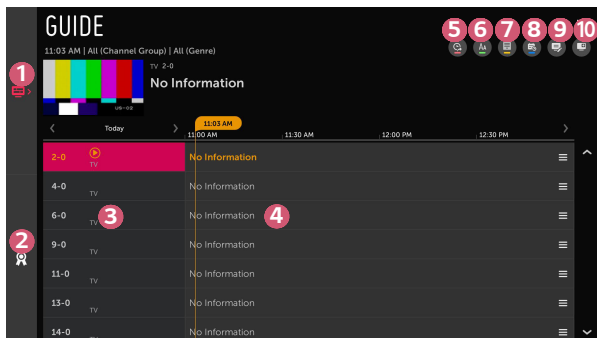 GUIDE
5 6 7 8 9 10
11:03 AM | All (Channel Group) | All (Genre)
1
TV 2-0
No Information
Today
11:03 AM
11:00 AM 11:30 AM 12:00 PM 12:30 PM
2-0 TV No Information
4-0 TV No Information
6-0 TV 3 No Information 4
2
9-0 TV No Information
11-0 TV No Information
13-0 TV No Information
14-0 TV No Information